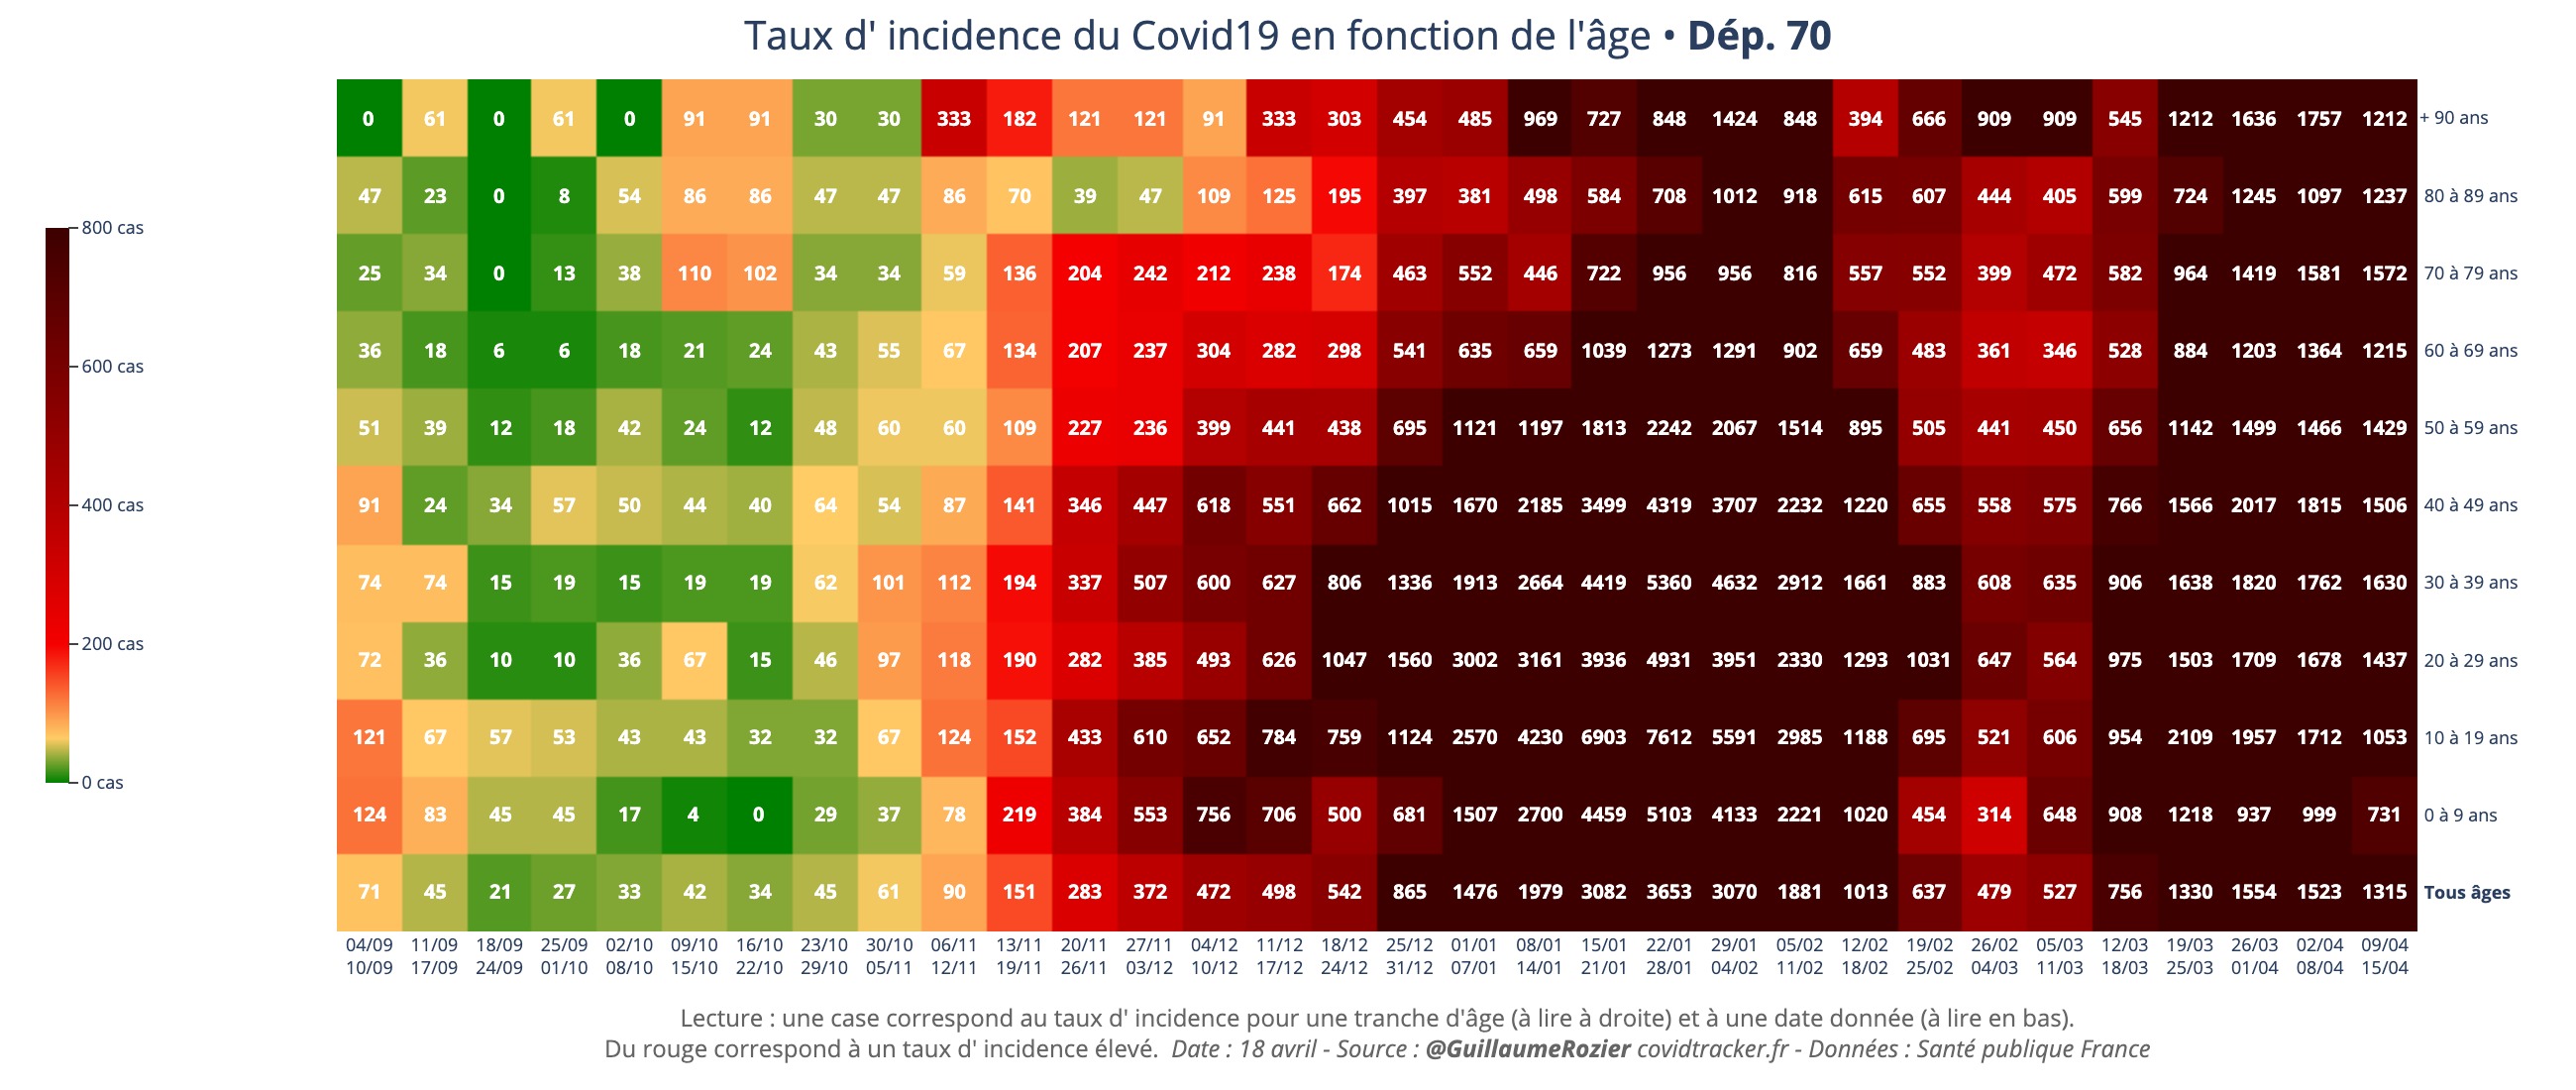 Taux d' incidence du Covid19 en fonction de l'âge • Dép. 70
800 cas
600 cas
400 cas
200 cas
0 cas
0 61 0 61 0 91 91 30 30 333 182 121 121 91 333 303 454 485 969 727 848 1424 848 394 666 909 909 545 1212 1636 1757 1212 + 90 ans
47 23 0 8 54 86 86 47 47 86 70 39 47 109 125 195 397 381 498 584 708 1012 918 615 607 444 405 599 724 1245 1097 1237 80 à 89 ans
25 34 0 13 38 110 102 34 34 59 136 204 242 212 238 174 463 552 446 722 956 956 816 557 552 399 472 582 964 1419 1581 1572 70 à 79 ans
36 18 6 6 18 21 24 43 55 67 134 207 237 304 282 298 541 635 659 1039 1273 1291 902 659 483 361 346 528 884 1203 1364 1215 60 à 69 ans
51 39 12 18 42 24 12 48 60 60 109 227 236 399 441 438 695 1121 1197 1813 2242 2067 1514 895 505 441 450 656 1142 1499 1466 1429 50 à 59 ans
91 24 34 57 50 44 40 64 54 87 141 346 447 618 551 662 1015 1670 2185 3499 4319 3707 2232 1220 655 558 575 766 1566 2017 1815 1506 40 à 49 ans
74 74 15 19 15 19 19 62 101 112 194 337 507 600 627 806 1336 1913 2664 4419 5360 4632 2912 1661 883 608 635 906 1638 1820 1762 1630 30 à 39 ans
72 36 10 10 36 67 15 46 97 118 190 282 385 493 626 1047 1560 3002 3161 3936 4931 3951 2330 1293 1031 647 564 975 1503 1709 1678 1437 20 à 29 ans
121 67 57 53 43 43 32 32 67 124 152 433 610 652 784 759 1124 2570 4230 6903 7612 5591 2985 1188 695 521 606 954 2109 1957 1712 1053 10 à 19 ans
124 83 45 45 17 4 0 29 37 78 219 384 553 756 706 500 681 1507 2700 4459 5103 4133 2221 1020 454 314 648 908 1218 937 999 731 0 à 9 ans
71 45 21 27 33 42 34 45 61 90 151 283 372 472 498 542 865 1476 1979 3082 3653 3070 1881 1013 637 479 527 756 1330 1554 1523 1315 Tous âges
04/09 11/09 18/09 25/09 02/10 09/10 16/10 23/10 30/10 06/11 13/11 20/11 27/11 04/12 11/12 18/12 25/12 01/01 08/01 15/01 22/01 29/01 05/02 12/02 19/02 26/02 05/03 12/03 19/03 26/03 02/04 09/04
10/09 17/09 24/09 01/10 08/10 15/10 22/10 29/10 05/11 12/11 19/11 26/11 03/12 10/12 17/12 24/12 31/12 07/01 14/01 21/01 28/01 04/02 11/02 18/02 25/02 04/03 11/03 18/03 25/03 01/04 08/04 15/04
Lecture : une case correspond au taux d' incidence pour une tranche d'âge (à lire à droite) et à une date donnée (à lire en bas).
Du rouge correspond à un taux d' incidence élevé. Date : 18 avril - Source : @GuillaumeRozier covidtracker.fr - Données : Santé publique France